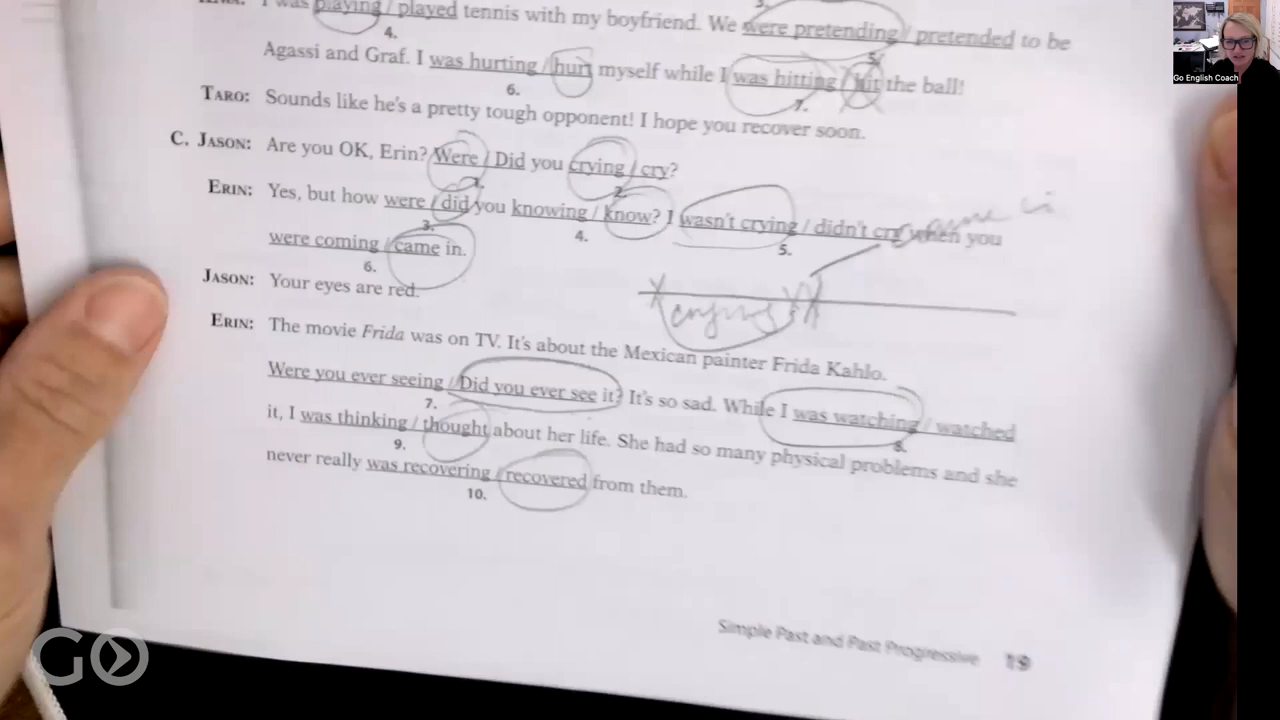 I was playing / played tennis with my boyfriend. We were pretending / pretended to be
4.
5.
Agassi and Graf. I was hurting / hurt myself while I was hitting / hit the ball!
6.
7.
TARO: Sounds like he's a pretty tough opponent! I hope you recover soon.
C. JASON: Are you OK, Erin? Were / Did you crying / cry?
1.
2.
ERIN: Yes, but how were / did you knowing / know? I wasn't crying / didn't cry when you
3.
4.
5.
came in
were coming / came in.
6.
JASON: Your eyes are red.
crying
ERIN: The movie Frida was on TV. It's about the Mexican painter Frida Kahlo.
Were you ever seeing / Did you ever see it? It's so sad. While I was watching / watched
7.
8.
it, I was thinking / thought about her life. She had so many physical problems and she
9.
never really was recovering / recovered from them.
10.
Simple Past and Past Progressive 19
Go English Coach
GO